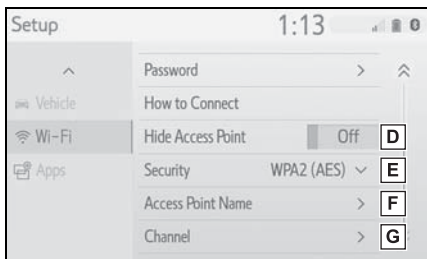 Setup 1:13 0
Password
Vehicle
How to Connect
Wi-Fi
Hide Access Point Off D
Apps
Security WPA2 (AES) E
Access Point Name F
Channel G